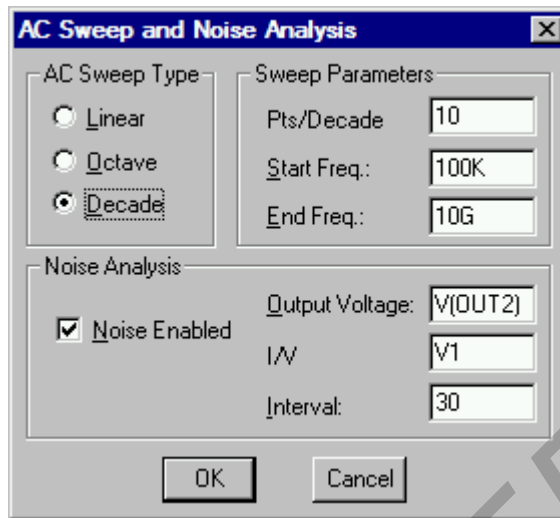 AC Sweep and Noise Analysis
AC Sweep Type
Linear
Octave
Decade
Sweep Parameters
Pts/Decade 10
Start Freq.: 100K
End Freq.: 10G
Noise Analysis
Noise Enabled
Output Voltage: V(OUT2)
I/V V1
Interval: 30
OK Cancel